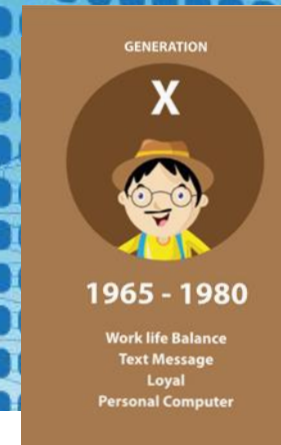 GENERATION
X
1965 - 1980
Work life Balance
Text Message
Loyal
Personal Computer